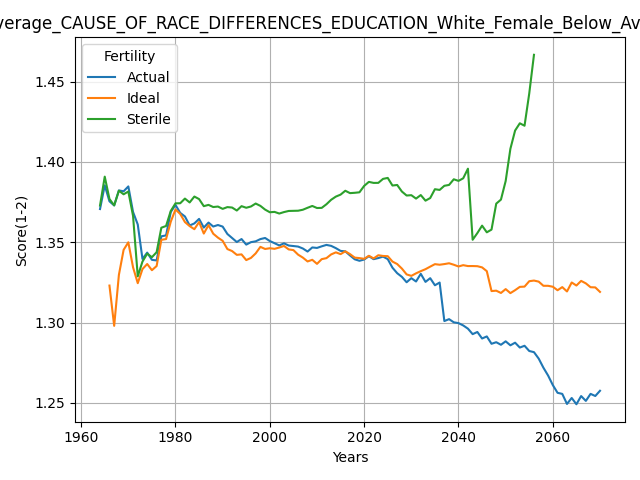 verage_CAUSE_OF_RACE_DIFFERENCES_EDUCATION_White_Female_Below_Av
Fertility
Actual
Ideal
Sterile
Score(1-2)
1.45
1.40
1.35
1.30
1.25
1960 1980 2000 2020 2040 2060
Years